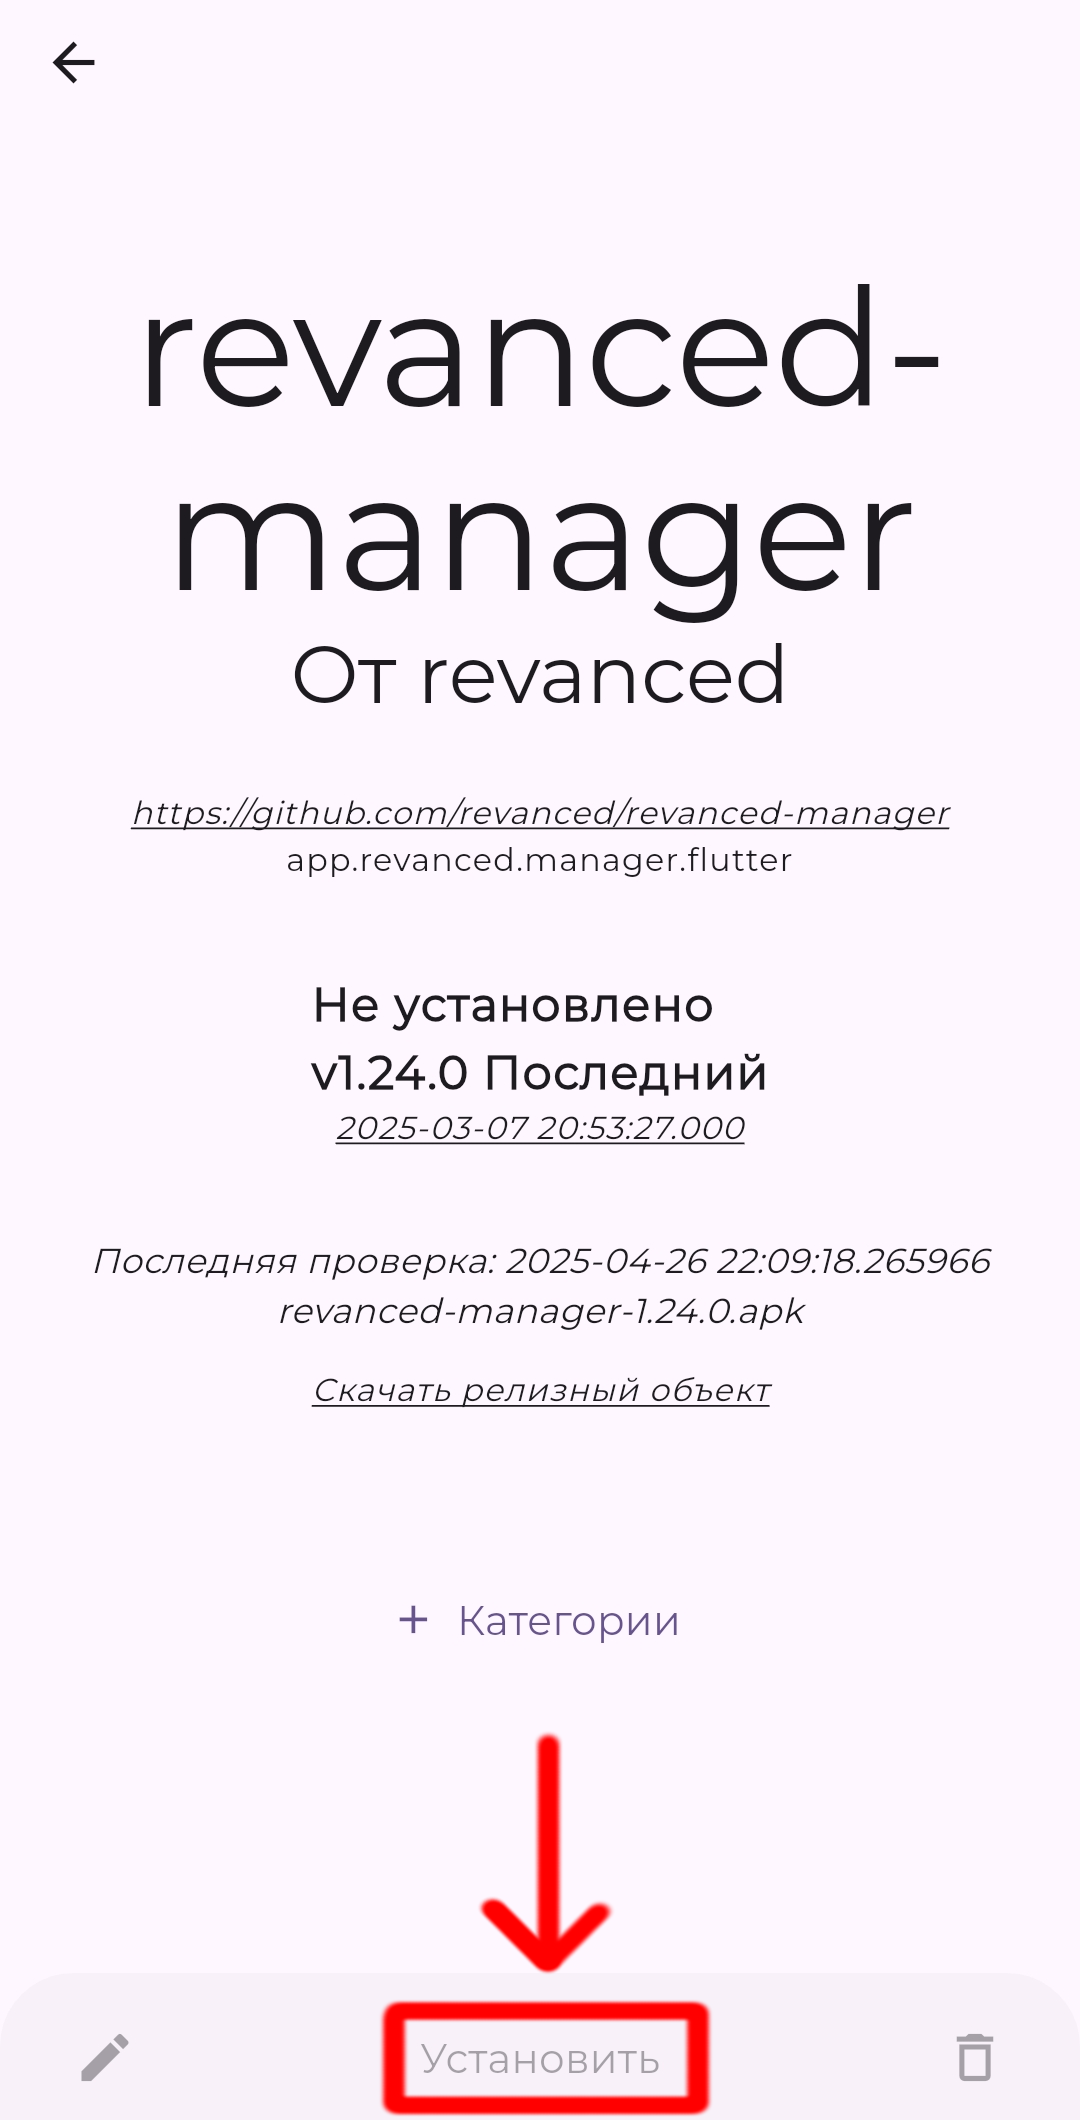 revanced-
manager
От revanced
https://github.com/revanced/revanced-manager
app.revanced.manager.flutter
Не установлено
v1.24.0 Последний
2025-03-07 20:53:27.000
Последняя проверка: 2025-04-26 22:09:18.265966
revanced-manager-1.24.0.apk
Скачать релизный объект
+ Категории
Установить